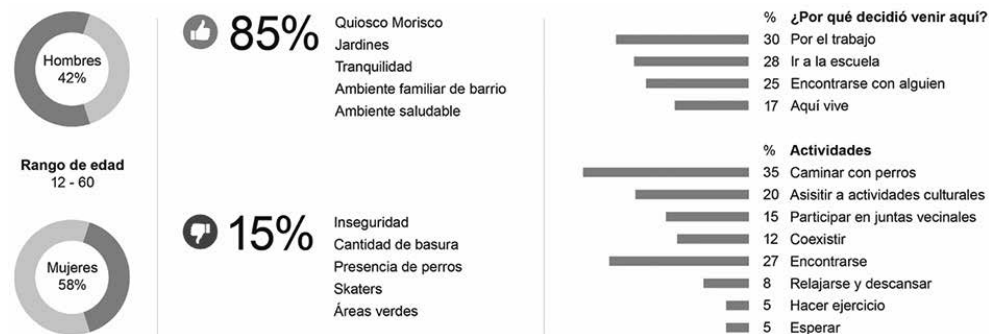 Hombres
42%
Rango de edad
12 - 60
Mujeres
58%
85%
Quiosco Morisco
Jardines
Tranquilidad
Ambiente familiar de barrio
Ambiente saludable
15%
Inseguridad
Cantidad de basura
Presencia de perros
Skaters
Áreas verdes
% ¿Por qué decidió venir aquí?
30 Por el trabajo
28 Ir a la escuela
25 Encontrarse con alguien
17 Aquí vive
% Actividades
35 Caminar con perros
20 Asisitir a actividades culturales
15 Participar en juntas vecinales
12 Coexistir
27 Encontrarse
8 Relajarse y descansar
5 Hacer ejercicio
5 Esperar